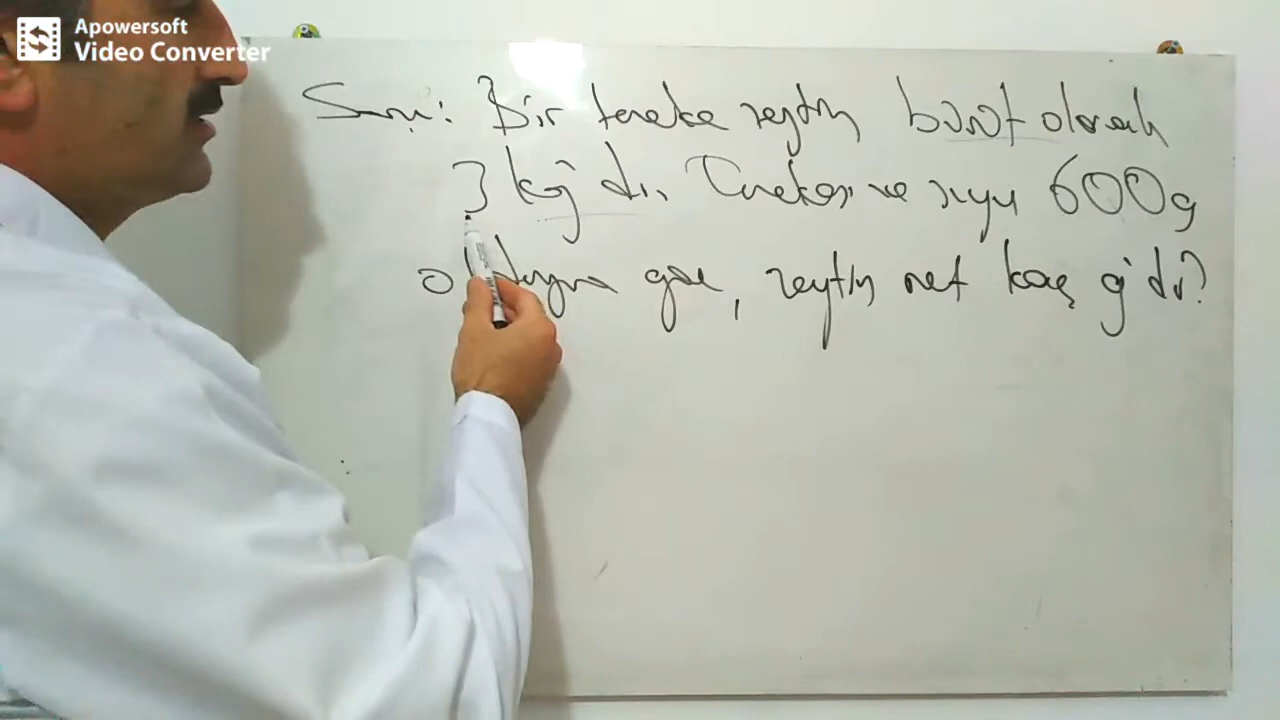 Apowersoft
Video Converter
Soru: Bir teneke zeytin brüt olarak
3 kg'dır. Tenekesi ve suyu 600g
olduğuna göre, zeytin net kaç g'dır?